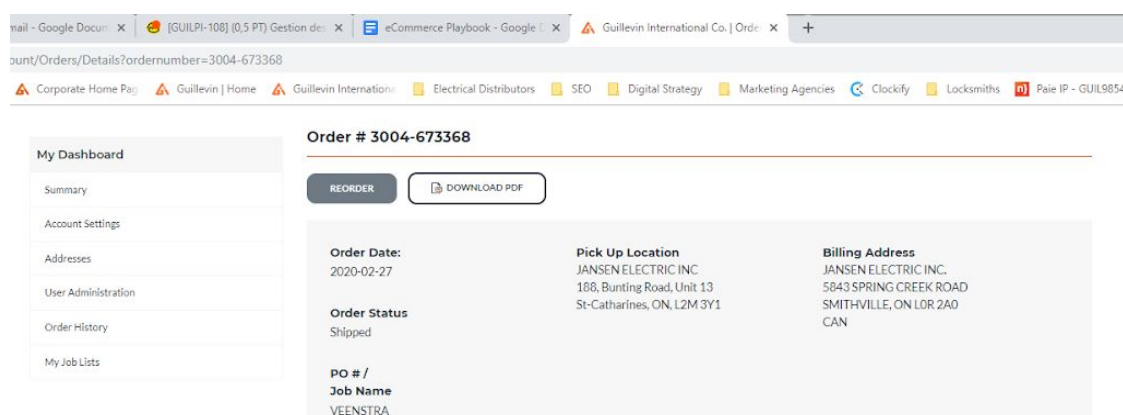 mail - Google Docum
[GUILPI-108] (0,5 PT) Gestion des
eCommerce Playbook - Google D
Guillevin International Co. | Order
ount/Orders/Details?ordernumber=3004-673368
Corporate Home Pag
Guillevin | Home
Guillevin Internationa
Electrical Distributors
SEO
Digital Strategy
Marketing Agencies
Clockify
Locksmiths
n)
Paie IP - GUIL9854
My Dashboard
Summary
Account Settings
Addresses
User Administration
Order History
My Job Lists
Order # 3004-673368
REORDER
DOWNLOAD PDF
Order Date:
2020-02-27
Order Status
Shipped
PO # /
Job Name
VEENSTRA
Pick Up Location
JANSEN ELECTRIC INC
188, Bunting Road, Unit 13
St-Catharines, ON, L2M 3Y1
Billing Address
JANSEN ELECTRIC INC.
5843 SPRING CREEK ROAD
SMITHVILLE, ON L0R 2A0
CAN